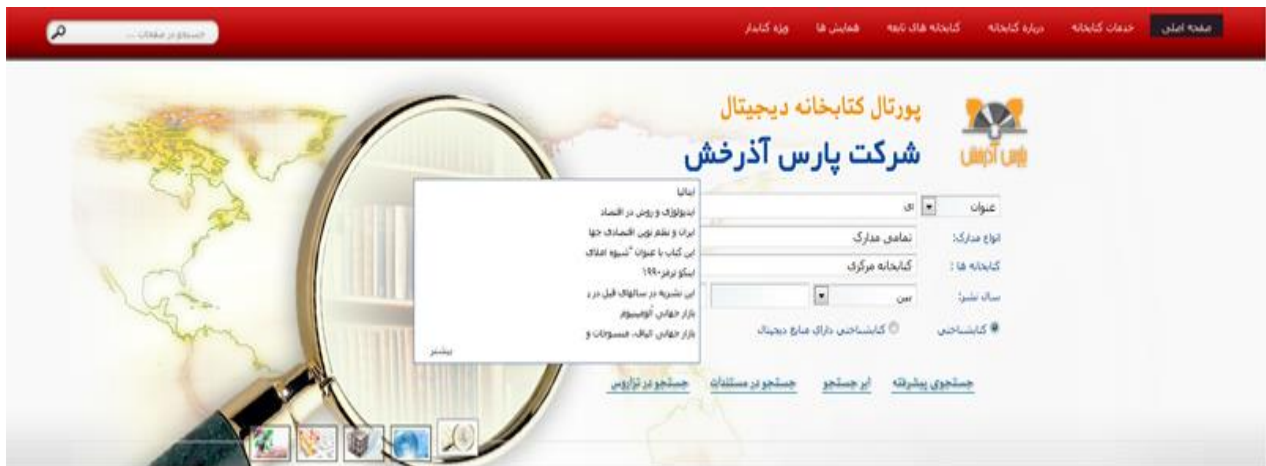 صفحه اصلی
خدمات کتابخانه
درباره کتابخانه
کتابخانه های تابعه
همایش ها
ویژه کتابدار
جستجو در صفحات ...
پورتال کتابخانه دیجیتال
شرکت پارس آذرخش
پارس آذرخش
عنوان
ای
انواع مدارک:
تمامی مدارک
کتابخانه ها :
کتابخانه مرکزی
سال نشر:
بین
کتابشناختی
کتابشناختی دارای منابع دیجیتال
ایتالیا
ایدئولوژی و روش در اقتصاد
ایران و نظم نوین اقتصادی جها
این کتاب با عنوان "شیوه املای
اینکو ترمز ۱۹۹۰
این نشریه در سالهای قبل در ر
بازار جهانی آلومینیوم
بازار جهانی الیاف، منسوجات و
بیشتر
جستجوی پیشرفته
ابر جستجو
جستجو در مستندات
جستجو در تزاروس